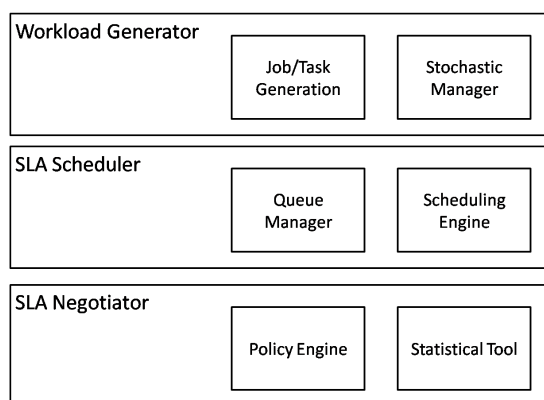 Workload Generator
Job/Task
Generation
Stochastic
Manager
SLA Scheduler
Queue
Manager
Scheduling
Engine
SLA Negotiator
Policy Engine
Statistical Tool